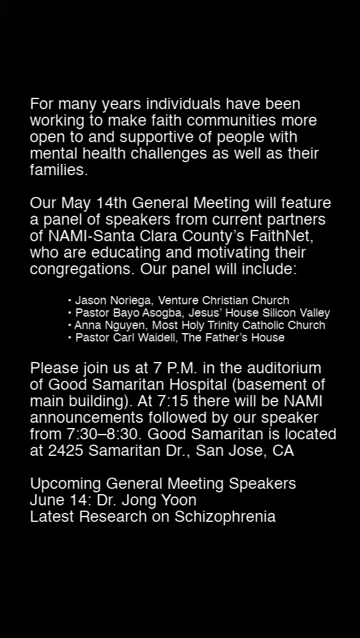 For many years individuals have been
working to make faith communities more
open to and supportive of people with
mental health challenges as well as their
families.
Our May 14th General Meeting will feature
a panel of speakers from current partners
of NAMI-Santa Clara County's FaithNet,
who are educating and motivating their
congregations. Our panel will include:
• Jason Noriega, Venture Christian Church
• Pastor Bayo Asogba, Jesus' House Silicon Valley
• Anna Nguyen, Most Holy Trinity Catholic Church
• Pastor Carl Waidell, The Father's House
Please join us at 7 P.M. in the auditorium
of Good Samaritan Hospital (basement of
main building). At 7:15 there will be NAMI
announcements followed by our speaker
from 7:30–8:30. Good Samaritan is located
at 2425 Samaritan Dr., San Jose, CA
Upcoming General Meeting Speakers
June 14: Dr. Jong Yoon
Latest Research on Schizophrenia